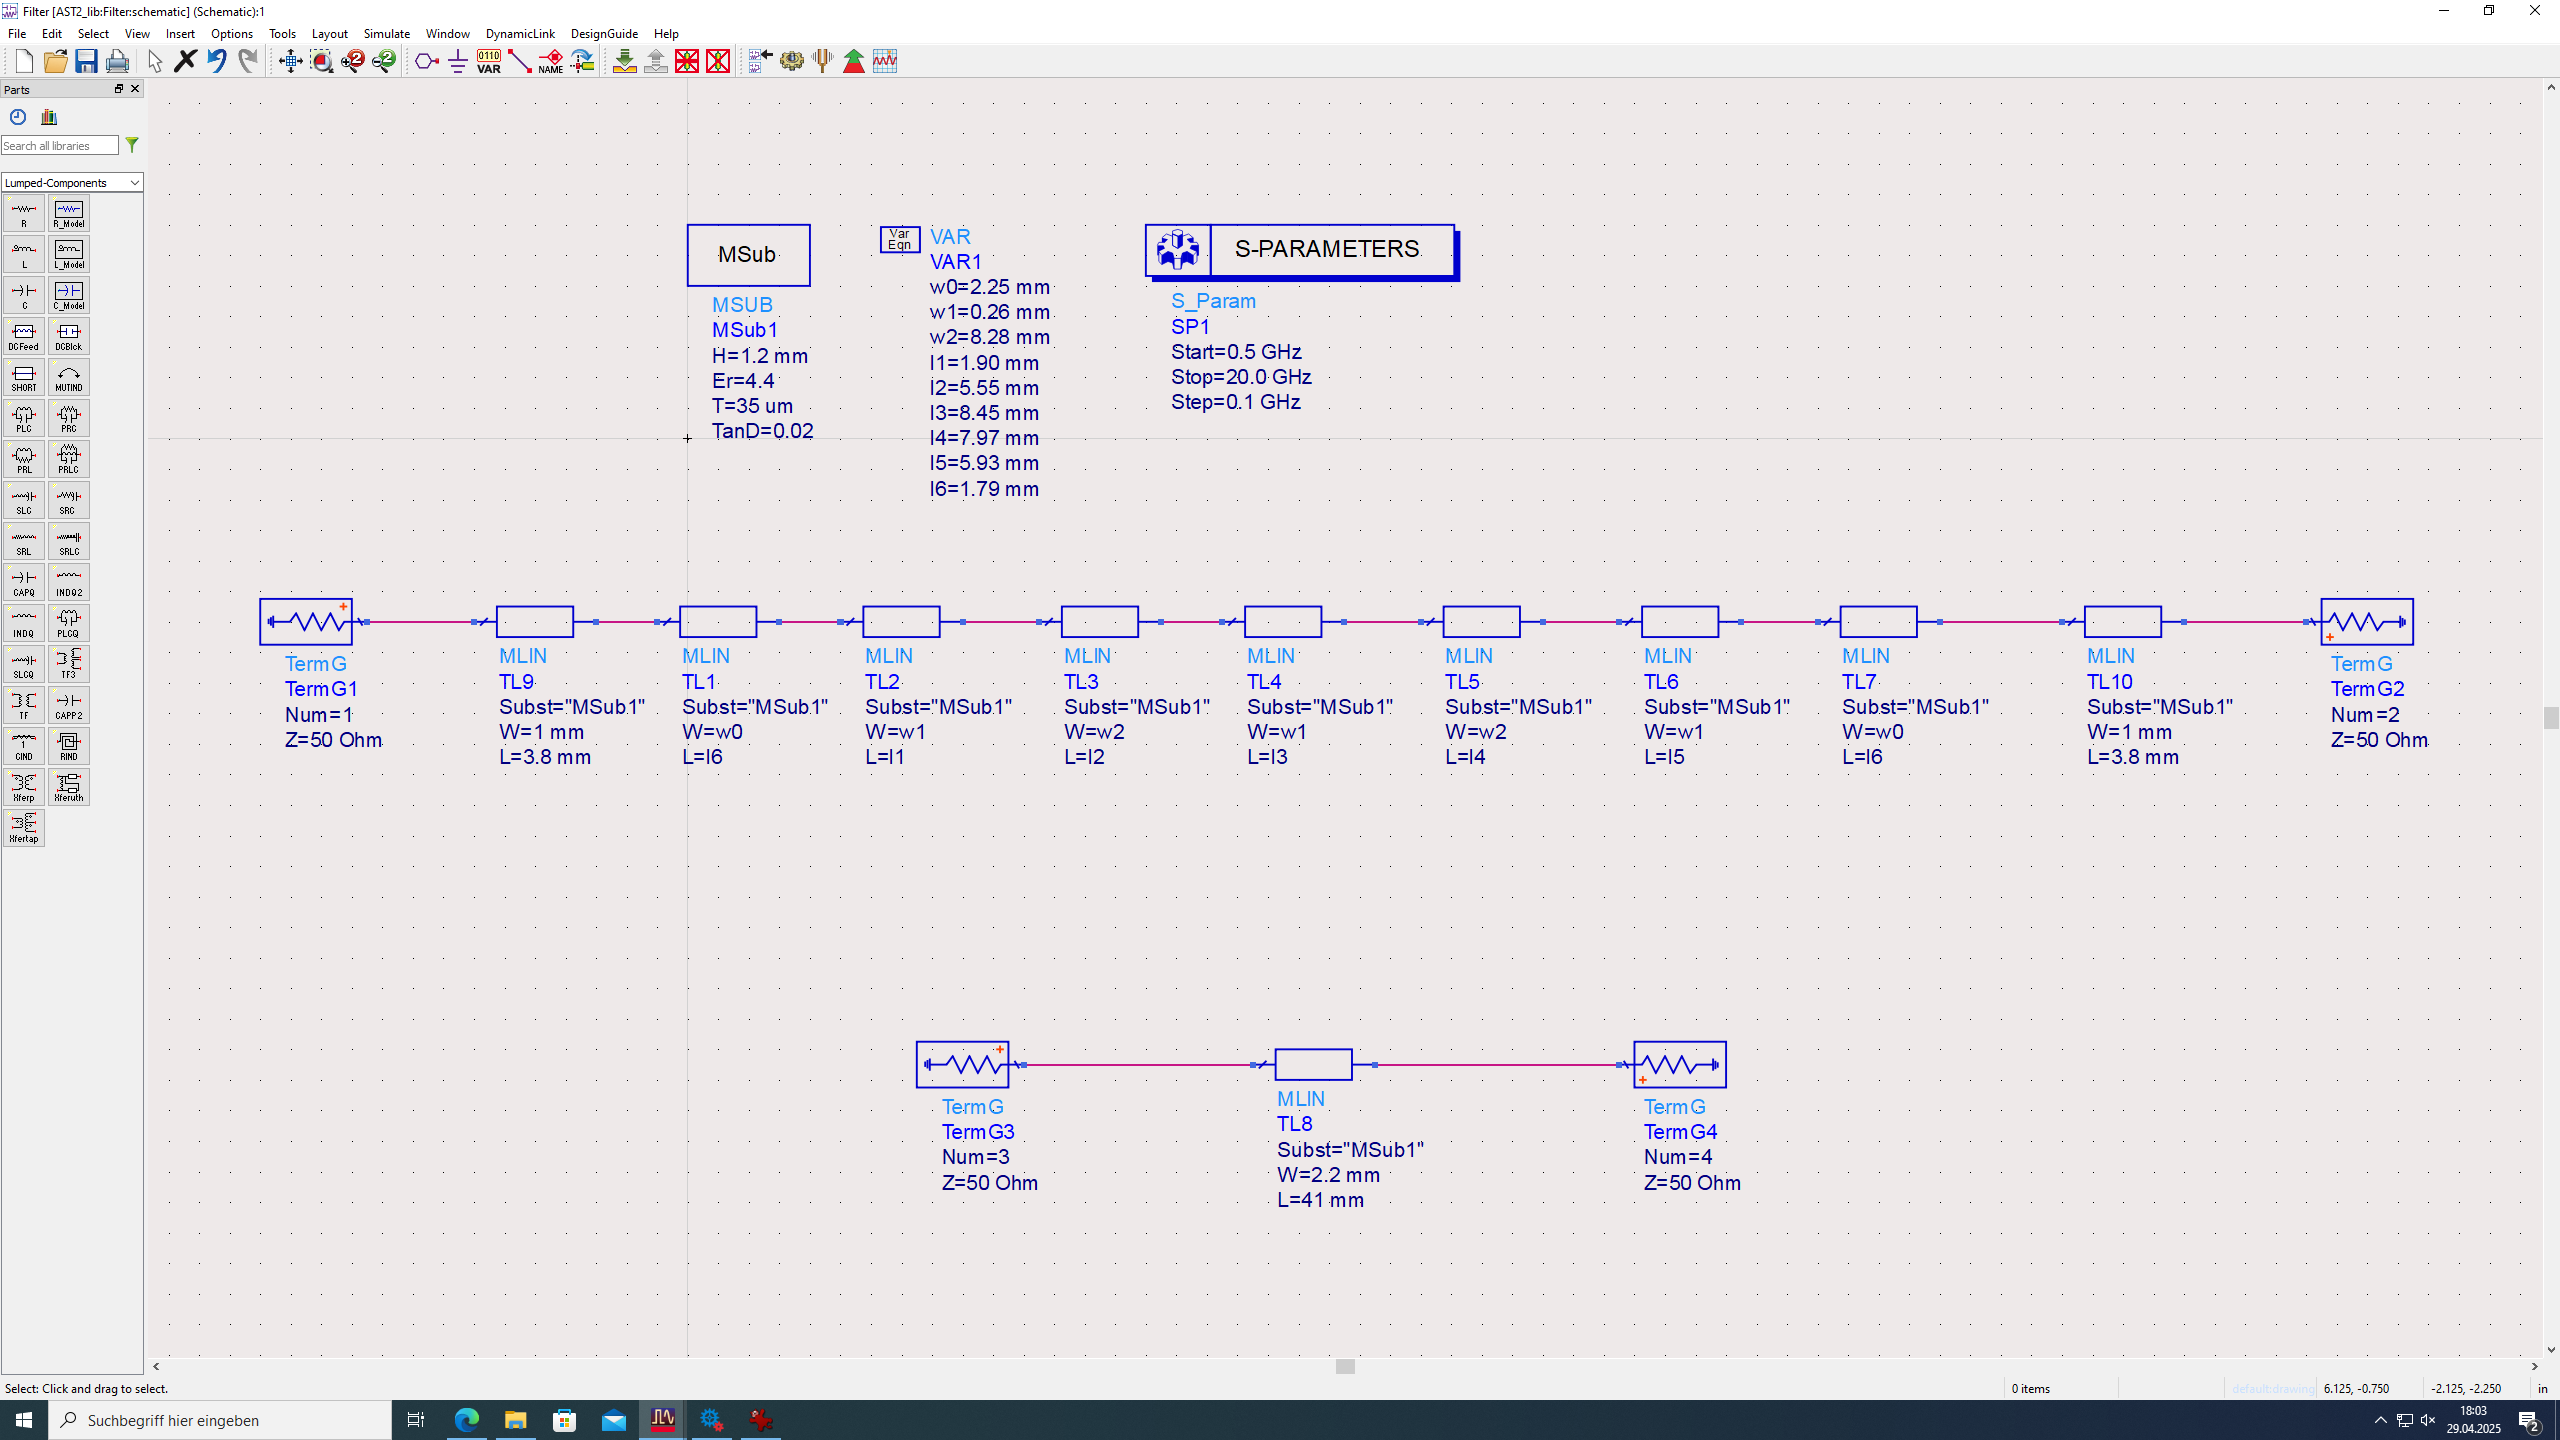 Filter [AST2_lib:Filter:schematic] (Schematic):1
File Edit Select View Insert Options Tools Layout Simulate Window DynamicLink DesignGuide Help
0110 VAR NAME
Parts
Search all libraries
Lumped-Components
R R_Model
L L_Model
C C_Model
DCFeed DCBlck
SHORT MUTIND
PLC PRC
PRL PRLC
SLC SRC
SRL SRLC
CAPQ INDQ2
INDQ PLCQ
SLCQ TF3
TF CAPP2
CIND RIND
Xferp Xferuth
Xfertap
MSub
MSUB
MSub1
H=1.2 mm
Er=4.4
T=35 um
TanD=0.02
Var
Eqn
VAR
VAR1
w0=2.25 mm
w1=0.26 mm
w2=8.28 mm
l1=1.90 mm
l2=5.55 mm
l3=8.45 mm
l4=7.97 mm
l5=5.93 mm
l6=1.79 mm
S-PARAMETERS
S_Param
SP1
Start=0.5 GHz
Stop=20.0 GHz
Step=0.1 GHz
TermG
TermG1
Num=1
Z=50 Ohm
MLIN
TL9
Subst="MSub1"
W=1 mm
L=3.8 mm
MLIN
TL1
Subst="MSub1"
W=w0
L=l6
MLIN
TL2
Subst="MSub1"
W=w1
L=l1
MLIN
TL3
Subst="MSub1"
W=w2
L=l2
MLIN
TL4
Subst="MSub1"
W=w1
L=l3
MLIN
TL5
Subst="MSub1"
W=w2
L=l4
MLIN
TL6
Subst="MSub1"
W=w1
L=l5
MLIN
TL7
Subst="MSub1"
W=w0
L=l6
MLIN
TL10
Subst="MSub1"
W=1 mm
L=3.8 mm
TermG
TermG2
Num=2
Z=50 Ohm
TermG
TermG3
Num=3
Z=50 Ohm
MLIN
TL8
Subst="MSub1"
W=2.2 mm
L=41 mm
TermG
TermG4
Num=4
Z=50 Ohm
Select: Click and drag to select.
0 items
default:drawing
6.125, -0.750
-2.125, -2.250
in
Suchbegriff hier eingeben
18:03
29.04.2025
2